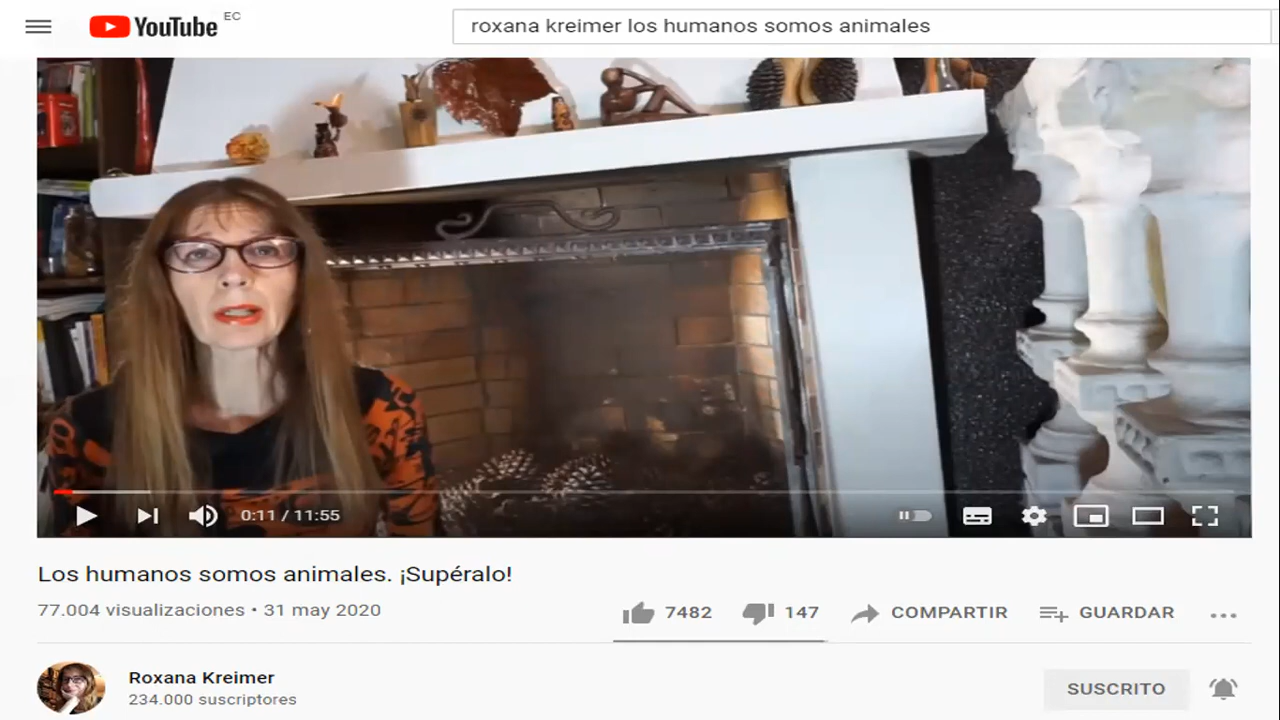 YouTube EC
roxana kreimer los humanos somos animales
0:11 / 11:55
Los humanos somos animales. ¡Supéralo!
77.004 visualizaciones • 31 may 2020
7482 147 COMPARTIR GUARDAR
Roxana Kreimer
234.000 suscriptores
SUSCRITO